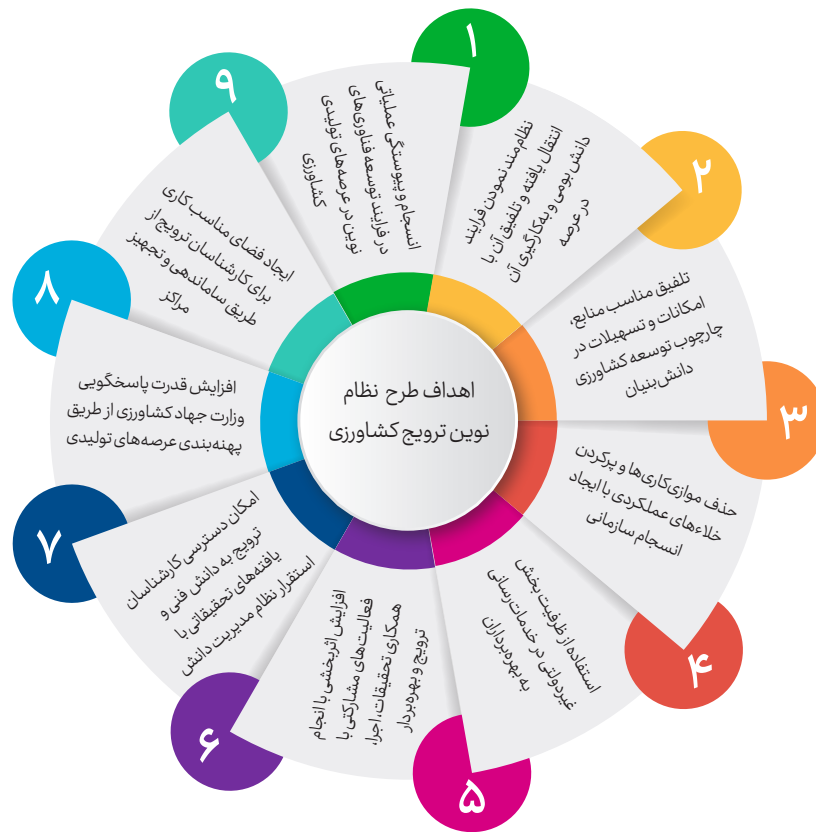 اهداف طرح نظام
نوین ترویج کشاورزی
۱
انسجام و پیوستگی عملیاتی
در فرایند توسعه فناوری‌های
نوین در عرصه‌های تولیدی
کشاورزی
۲
نظام‌مند نمودن فرایند
انتقال یافته و تلفیق آن با
دانش بومی و به‌کارگیری آن
در عرصه
۳
تلفیق مناسب منابع،
امکانات و تسهیلات در
چارچوب توسعه کشاورزی
دانش‌بنیان
۴
حذف موازی‌کاری‌ها و پرکردن
خلاءهای عملکردی با ایجاد
انسجام سازمانی
۵
استفاده از ظرفیت بخش
غیردولتی در خدمات‌رسانی
به بهره‌برداران
۶
افزایش اثربخشی با انجام
فعالیت‌های مشارکتی با
همکاری تحقیقات، اجرا،
ترویج و بهره‌بردار
۷
امکان دسترسی کارشناسان
ترویج به دانش فنی و
یافته‌های تحقیقاتی با
استقرار نظام مدیریت دانش
۸
افزایش قدرت پاسخگویی
وزارت جهاد کشاورزی از طریق
پهنه‌بندی عرصه‌های تولیدی
۹
ایجاد فضای مناسب کاری
برای کارشناسان ترویج از
طریق ساماندهی و تجهیز
مراکز